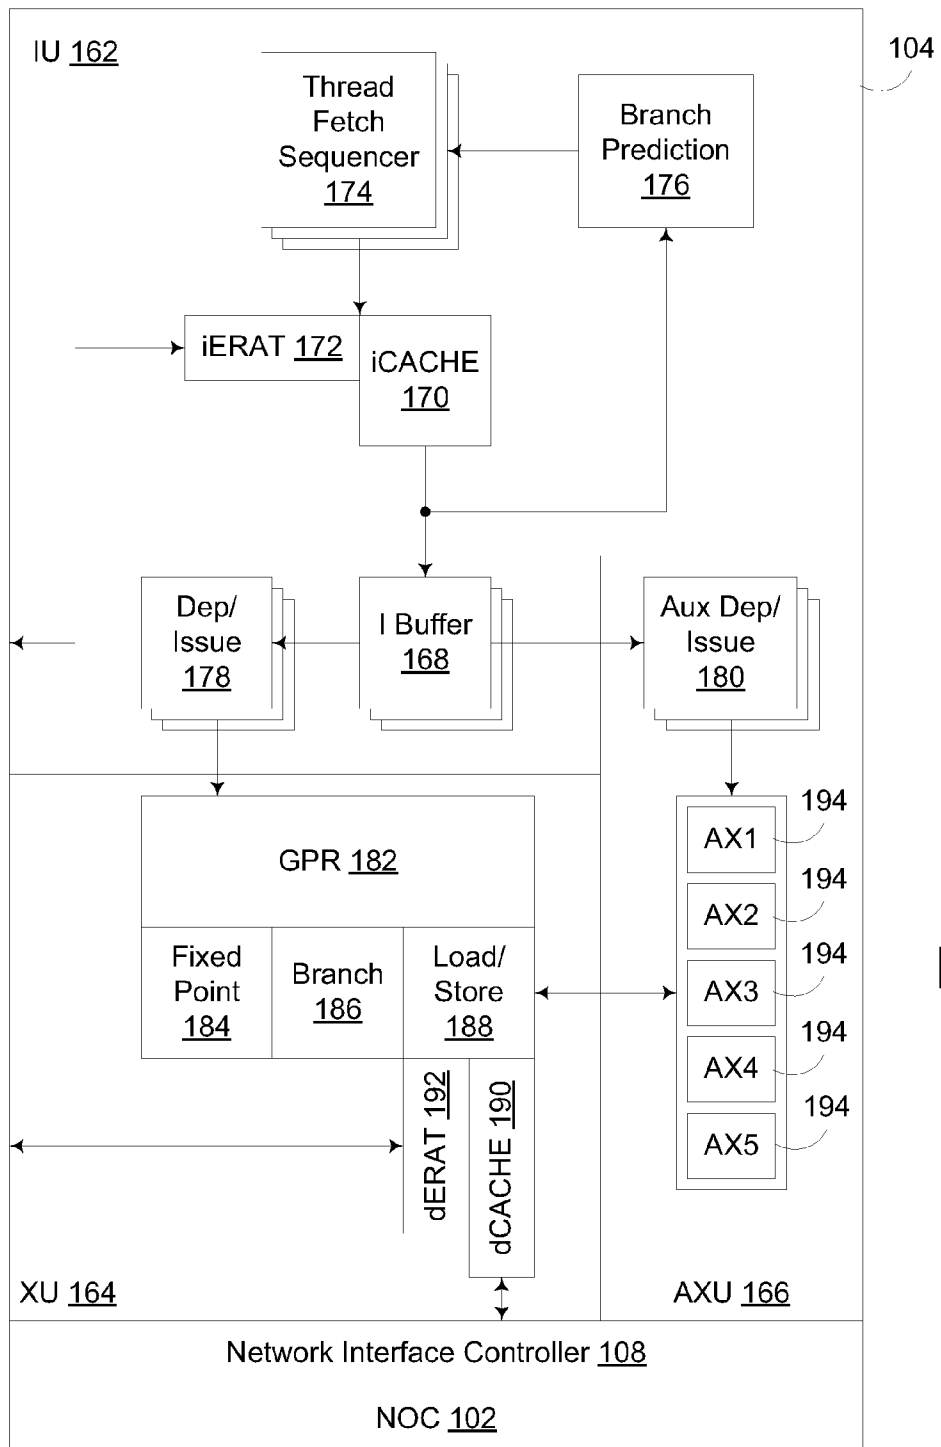 IU 162
104
Thread
Fetch
Sequencer
174
Branch
Prediction
176
iERAT 172
iCACHE
170
Dep/
Issue
178
I Buffer
168
Aux Dep/
Issue
180
GPR 182
Fixed
Point
184
Branch
186
Load/
Store
188
dERAT 192
dCACHE 190
AX1
194
AX2
194
AX3
194
AX4
194
AX5
194
XU 164
AXU 166
Network Interface Controller 108
NOC 102